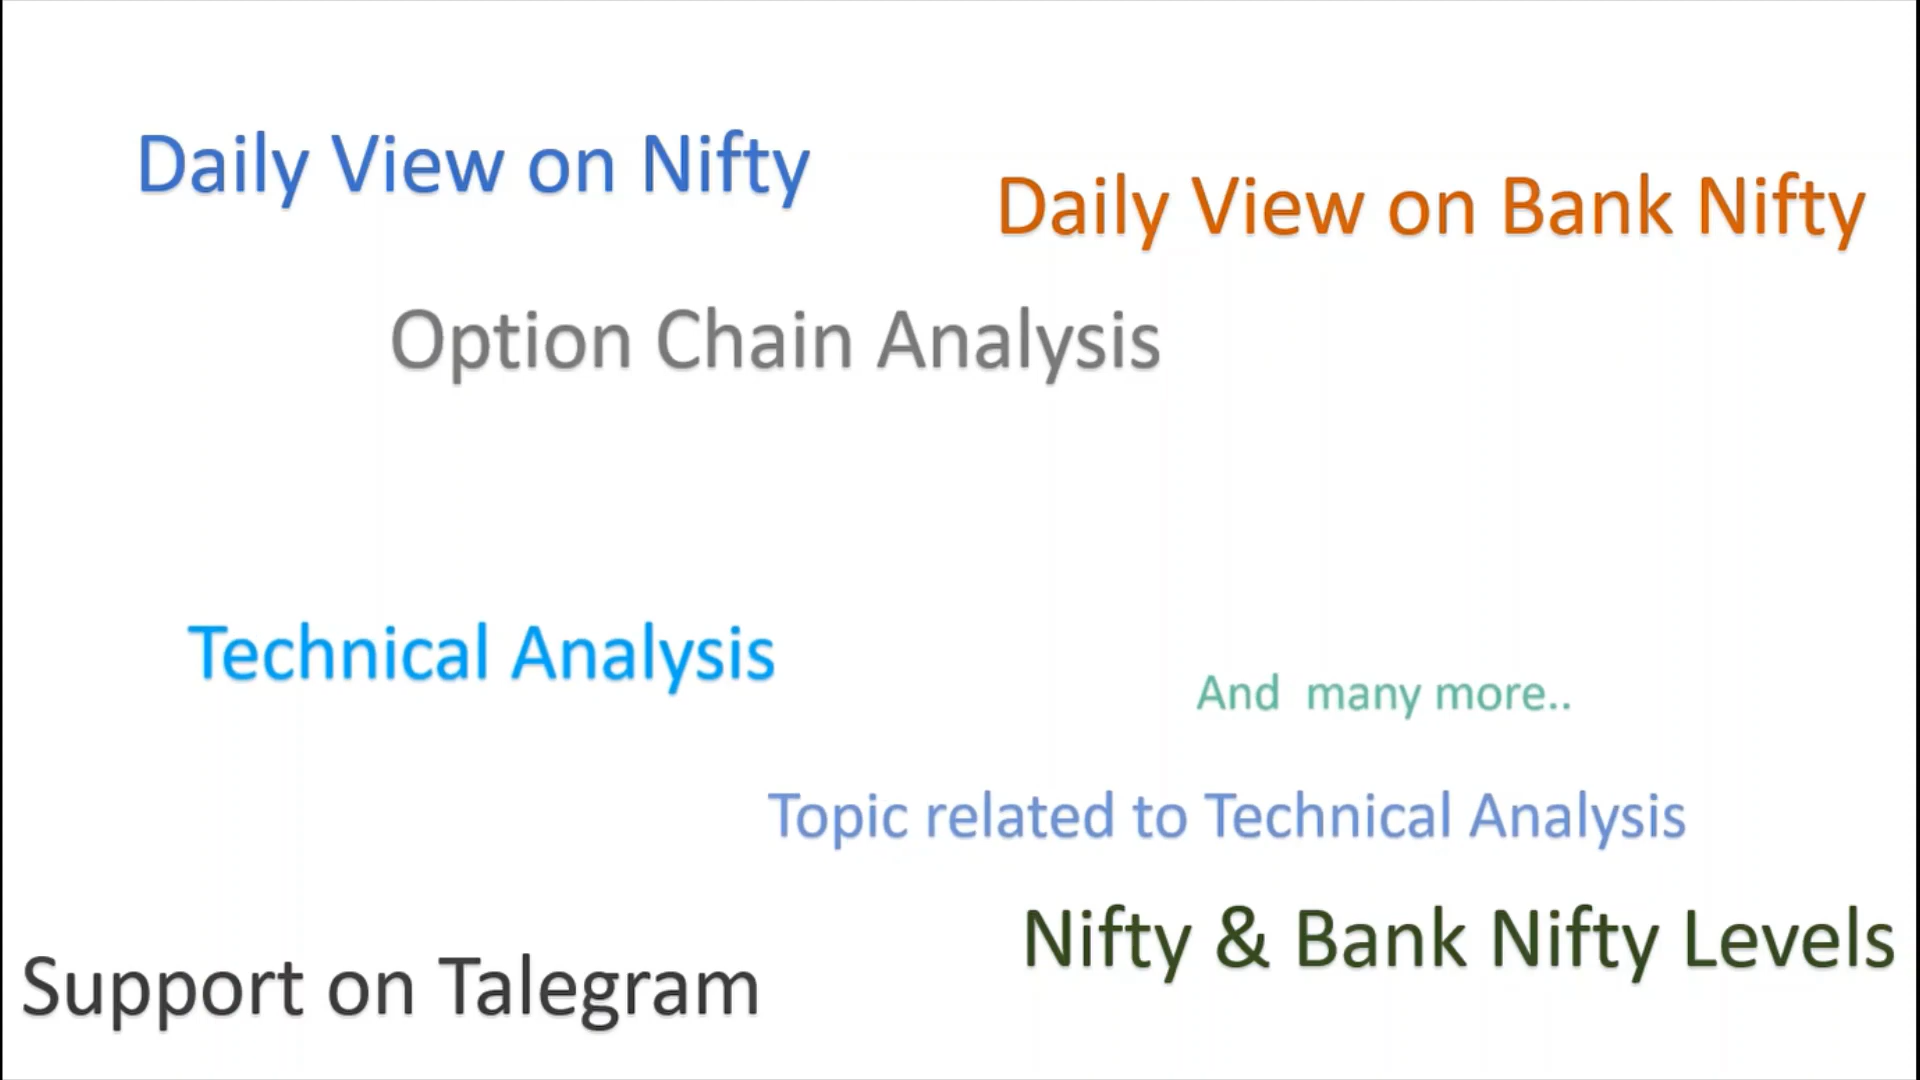 Daily View on Nifty
Daily View on Bank Nifty
Option Chain Analysis
Technical Analysis
And  many more..
Topic related to Technical Analysis
Nifty & Bank Nifty Levels
Support on Talegram